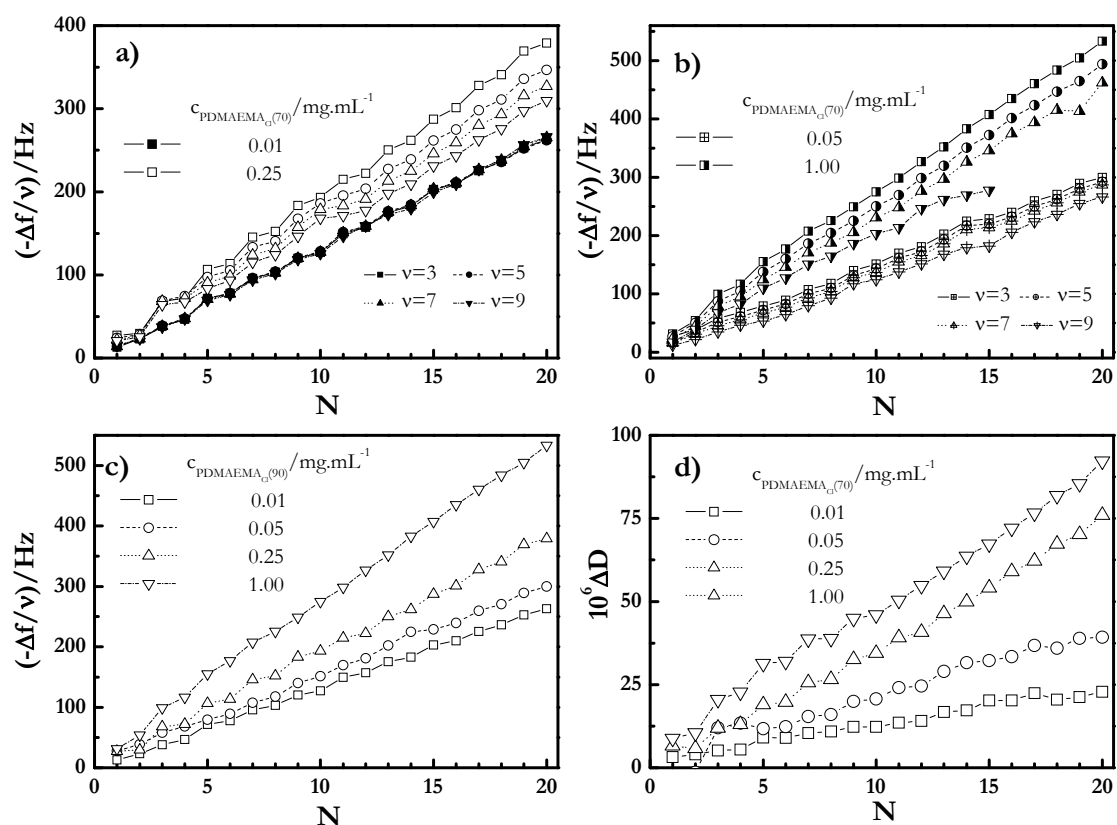 a)
(-Δf/ν)/Hz
400
300
200
100
0
c_PDMAEMA_Cl(70)/mg.mL⁻¹
0.01
0.25
ν=3 ν=5
ν=7 ν=9
0 5 10 15 20
N
b)
(-Δf/ν)/Hz
500
400
300
200
100
0
c_PDMAEMA_Cl(70)/mg.mL⁻¹
0.05
1.00
ν=3 ν=5
ν=7 ν=9
0 5 10 15 20
N
c)
(-Δf/ν)/Hz
500
400
300
200
100
0
c_PDMAEMA_Cl(90)/mg.mL⁻¹
0.01
0.05
0.25
1.00
0 5 10 15 20
N
d)
10⁶ΔD
100
75
50
25
0
c_PDMAEMA_Cl(70)/mg.mL⁻¹
0.01
0.05
0.25
1.00
0 5 10 15 20
N